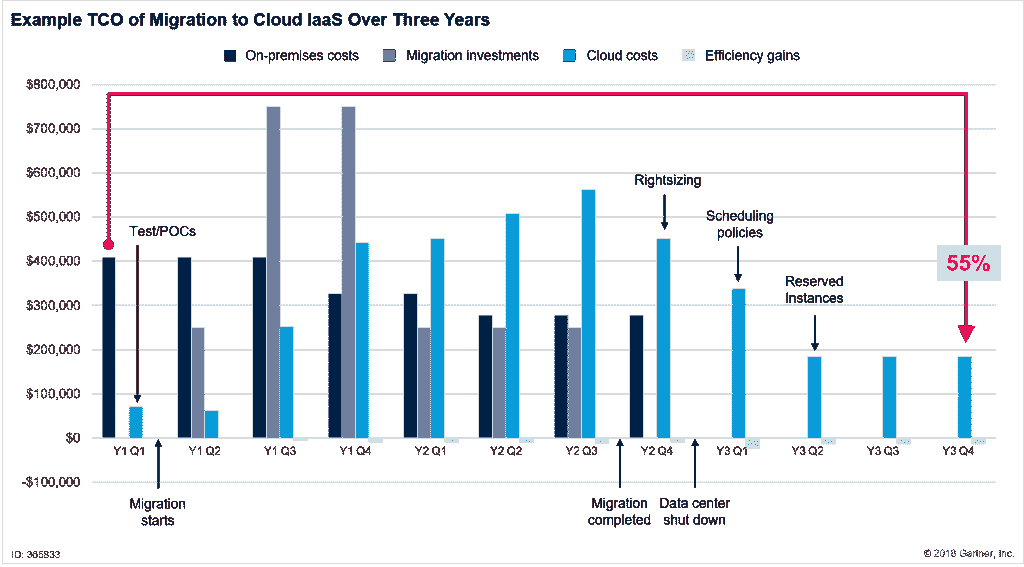 Example TCO of Migration to Cloud IaaS Over Three Years
On-premises costs Migration investments Cloud costs Efficiency gains
$800,000
$700,000
$600,000
$500,000
$400,000
$300,000
$200,000
$100,000
$0
-$100,000
Test/POCs
Rightsizing
Scheduling
policies
Reserved
Instances
55%
Y1 Q1 Y1 Q2 Y1 Q3 Y1 Q4 Y2 Q1 Y2 Q2 Y2 Q3 Y2 Q4 Y3 Q1 Y3 Q2 Y3 Q3 Y3 Q4
Migration
starts
Migration
completed
Data center
shut down
ID: 365833
© 2018 Gartner, Inc.